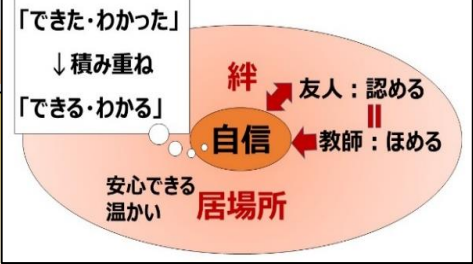 「できた・わかった」
↓積み重ね
「できる・わかる」
絆
友人：認める
||
自信
教師：ほめる
安心できる
温かい
居場所